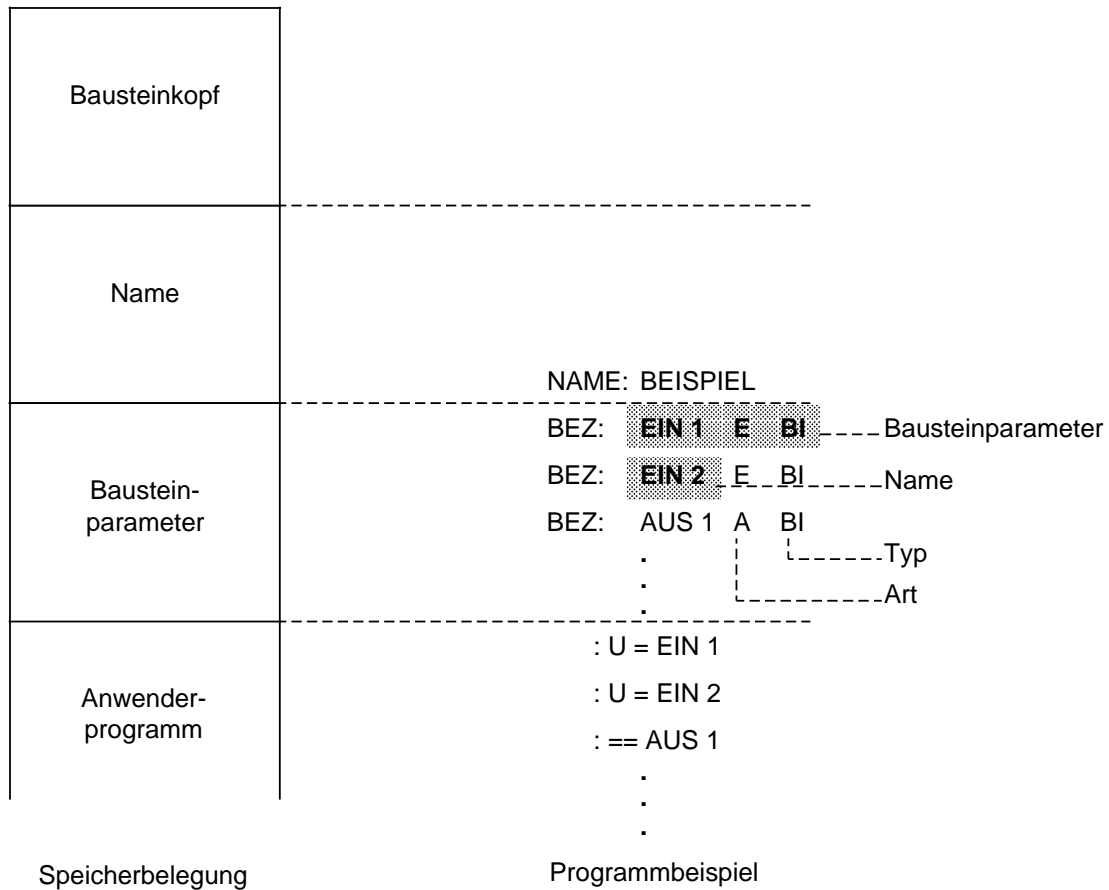 Bausteinkopf
Name
NAME: BEISPIEL
BEZ: EIN 1 E BI Bausteinparameter
BEZ: EIN 2 E BI Name
BEZ: AUS 1 A BI
Typ
Art
Baustein-
parameter
: U = EIN 1
: U = EIN 2
: == AUS 1
Anwender-
programm
Speicherbelegung
Programmbeispiel